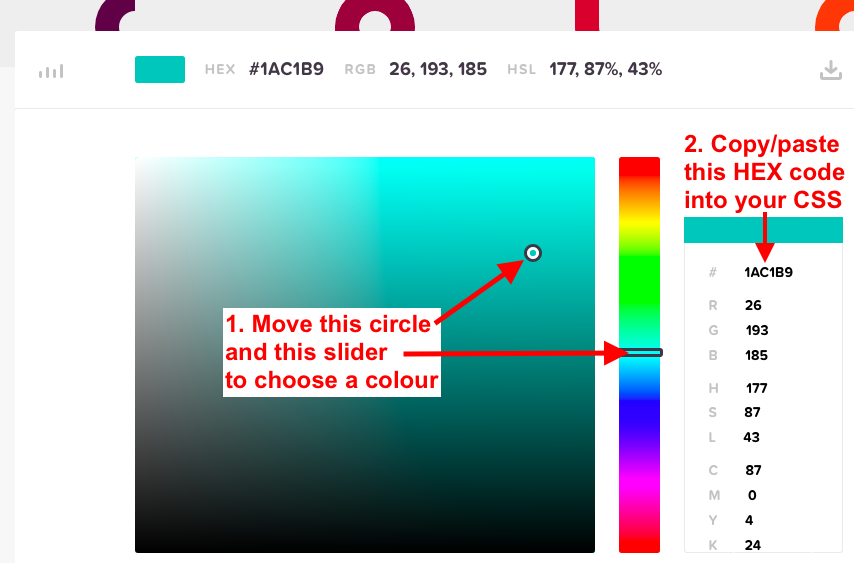 HEX #1AC1B9 RGB 26, 193, 185 HSL 177, 87%, 43%
2. Copy/paste
this HEX code
into your CSS
1. Move this circle
and this slider
to choose a colour
# 1AC1B9
R 26
G 193
B 185
H 177
S 87
L 43
C 87
M 0
Y 4
K 24